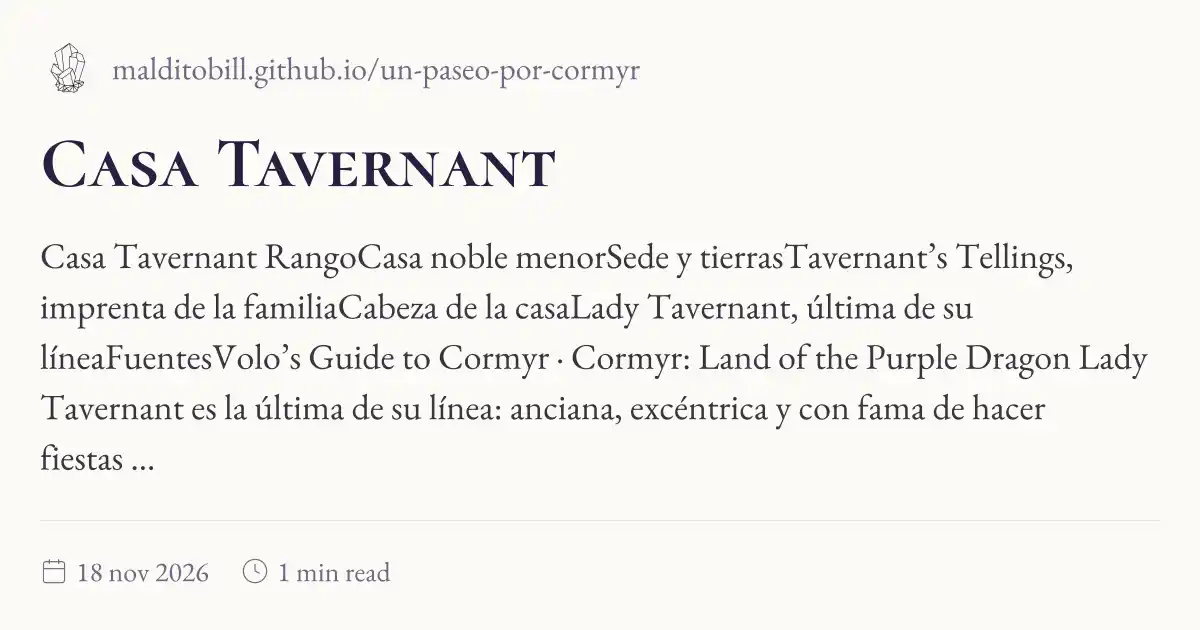 malditobill.github.io/un-paseo-por-cormyr
Casa Tavernant
Casa Tavernant RangoCasa noble menorSede y tierrasTavernant’s Tellings,
imprenta de la familiaCabeza de la casaLady Tavernant, última de su
líneaFuentesVolo’s Guide to Cormyr · Cormyr: Land of the Purple Dragon Lady
Tavernant es la última de su línea: anciana, excéntrica y con fama de hacer
fiestas ...
18 nov 2026 1 min read